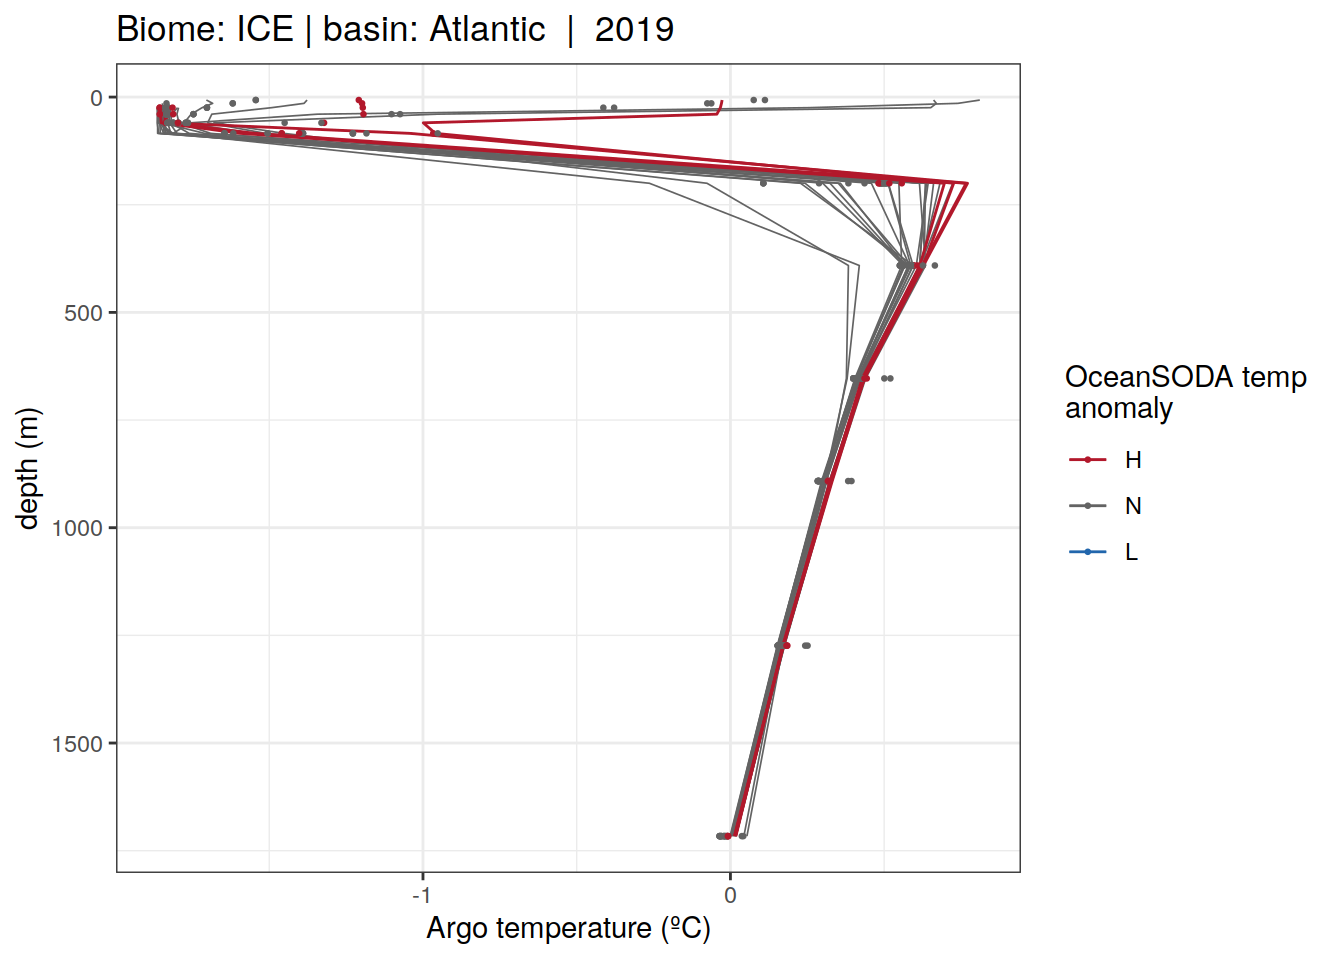 Biome: ICE | basin: Atlantic  |  2019
0
500
1000
1500
depth (m)
-1
0
Argo temperature (ºC)
OceanSODA temp
anomaly
H
N
L